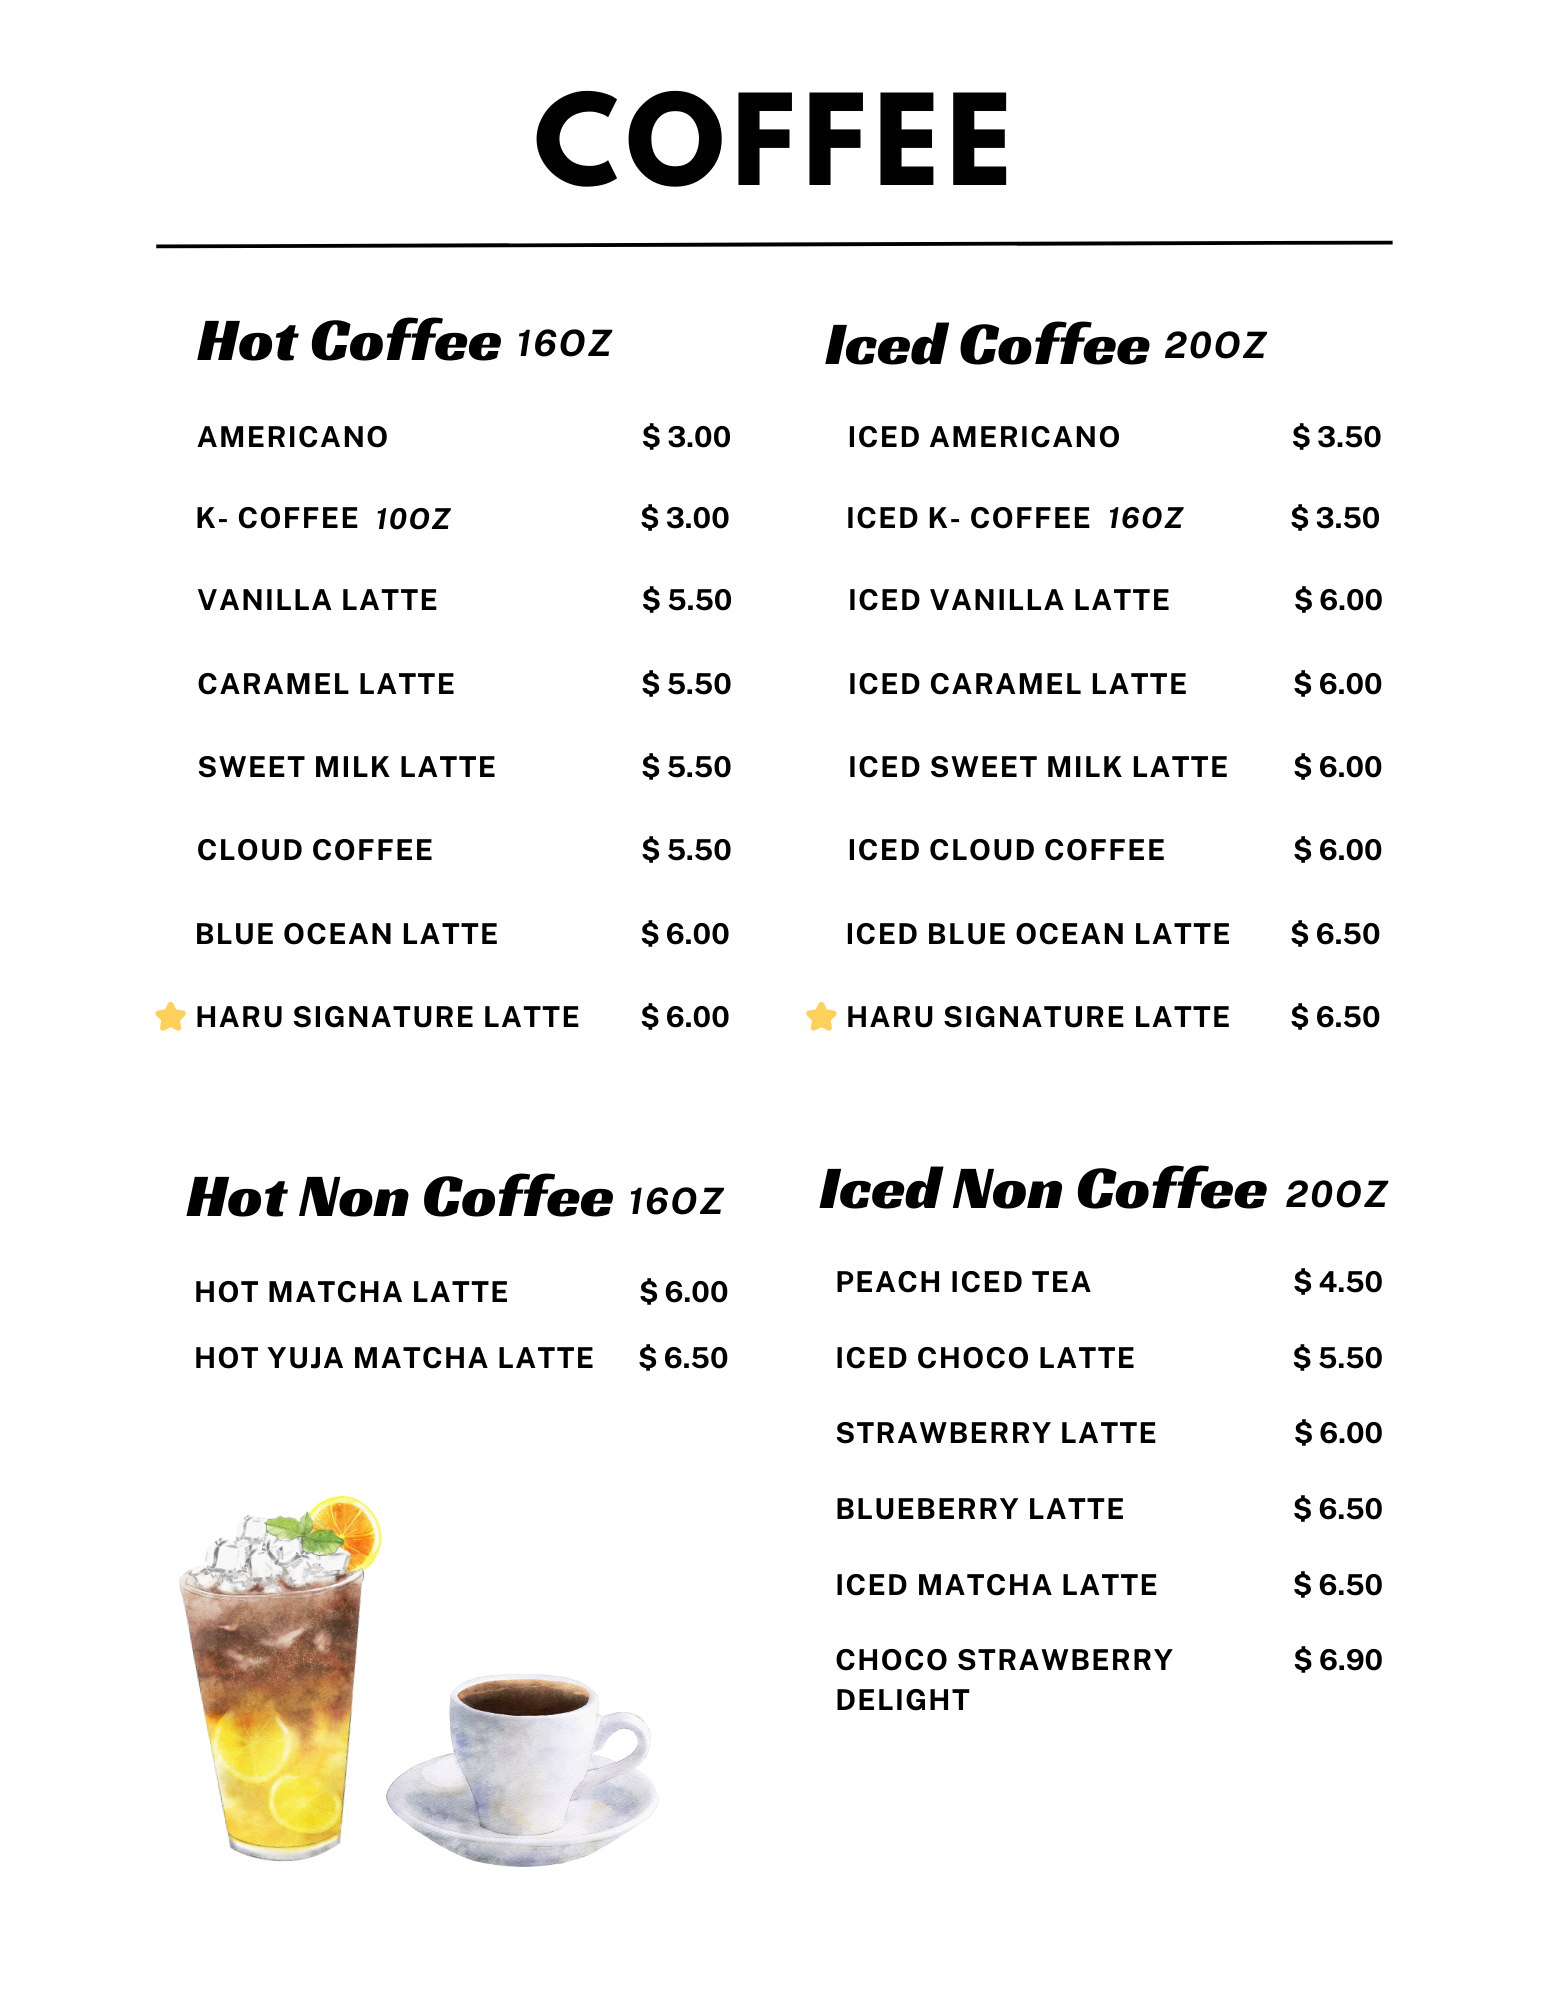 COFFEE
Hot Coffee 16OZ
AMERICANO $ 3.00
K- COFFEE 10OZ $ 3.00
VANILLA LATTE $ 5.50
CARAMEL LATTE $ 5.50
SWEET MILK LATTE $ 5.50
CLOUD COFFEE $ 5.50
BLUE OCEAN LATTE $ 6.00
HARU SIGNATURE LATTE $ 6.00
Iced Coffee 20OZ
ICED AMERICANO $ 3.50
ICED K- COFFEE 16OZ $ 3.50
ICED VANILLA LATTE $ 6.00
ICED CARAMEL LATTE $ 6.00
ICED SWEET MILK LATTE $ 6.00
ICED CLOUD COFFEE $ 6.00
ICED BLUE OCEAN LATTE $ 6.50
HARU SIGNATURE LATTE $ 6.50
Hot Non Coffee 16OZ
HOT MATCHA LATTE $ 6.00
HOT YUJA MATCHA LATTE $ 6.50
Iced Non Coffee 20OZ
PEACH ICED TEA $ 4.50
ICED CHOCO LATTE $ 5.50
STRAWBERRY LATTE $ 6.00
BLUEBERRY LATTE $ 6.50
ICED MATCHA LATTE $ 6.50
CHOCO STRAWBERRY $ 6.90
DELIGHT